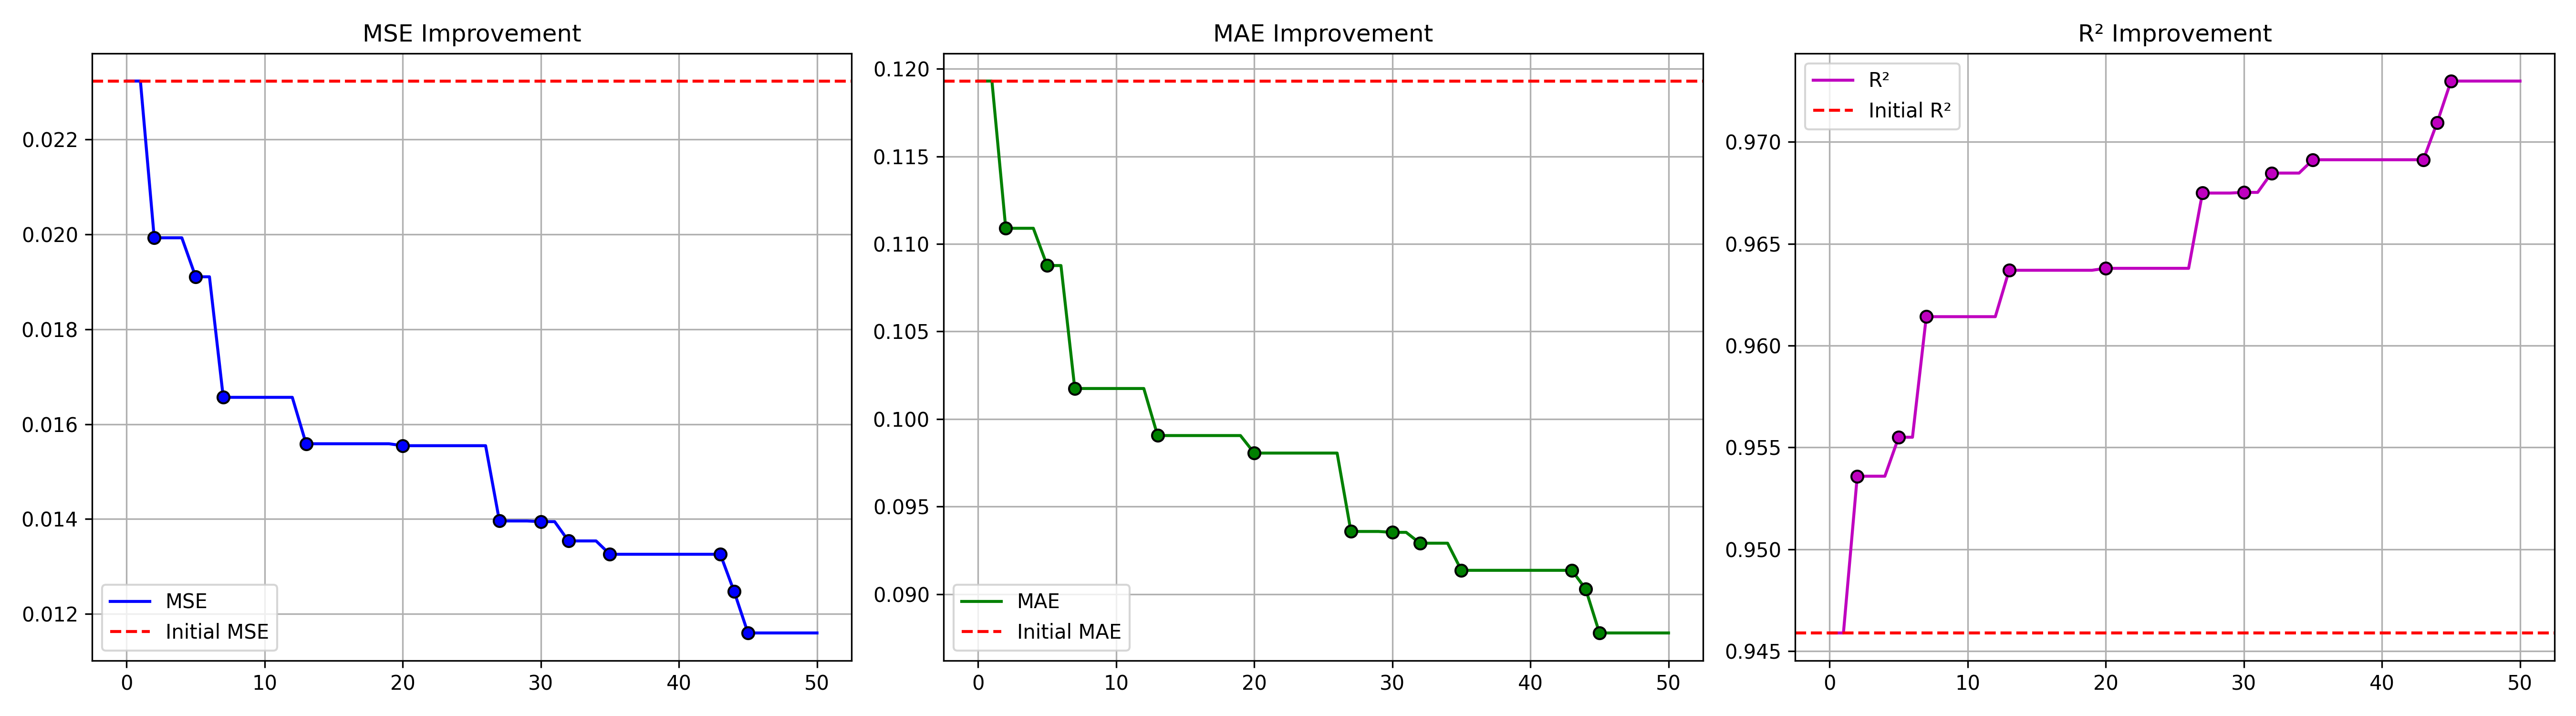 MSE Improvement
0.022
0.020
0.018
0.016
0.014
0.012
MSE
Initial MSE
0 10 20 30 40 50
MAE Improvement
0.120
0.115
0.110
0.105
0.100
0.095
0.090
MAE
Initial MAE
0 10 20 30 40 50
R² Improvement
R²
Initial R²
0.970
0.965
0.960
0.955
0.950
0.945
0 10 20 30 40 50